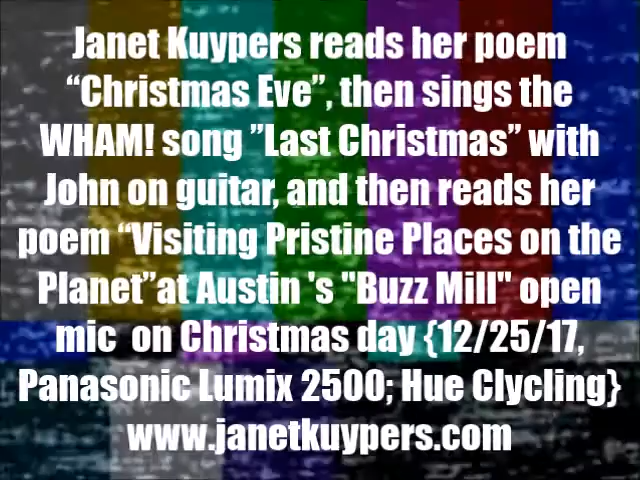 Janet Kuypers reads her poem
“Christmas Eve”, then sings the
WHAM! song ”Last Christmas” with
John on guitar, and then reads her
poem “Visiting Pristine Places on the
Planet”at Austin 's "Buzz Mill" open
mic  on Christmas day {12/25/17,
Panasonic Lumix 2500; Hue Clycling}
www.janetkuypers.com